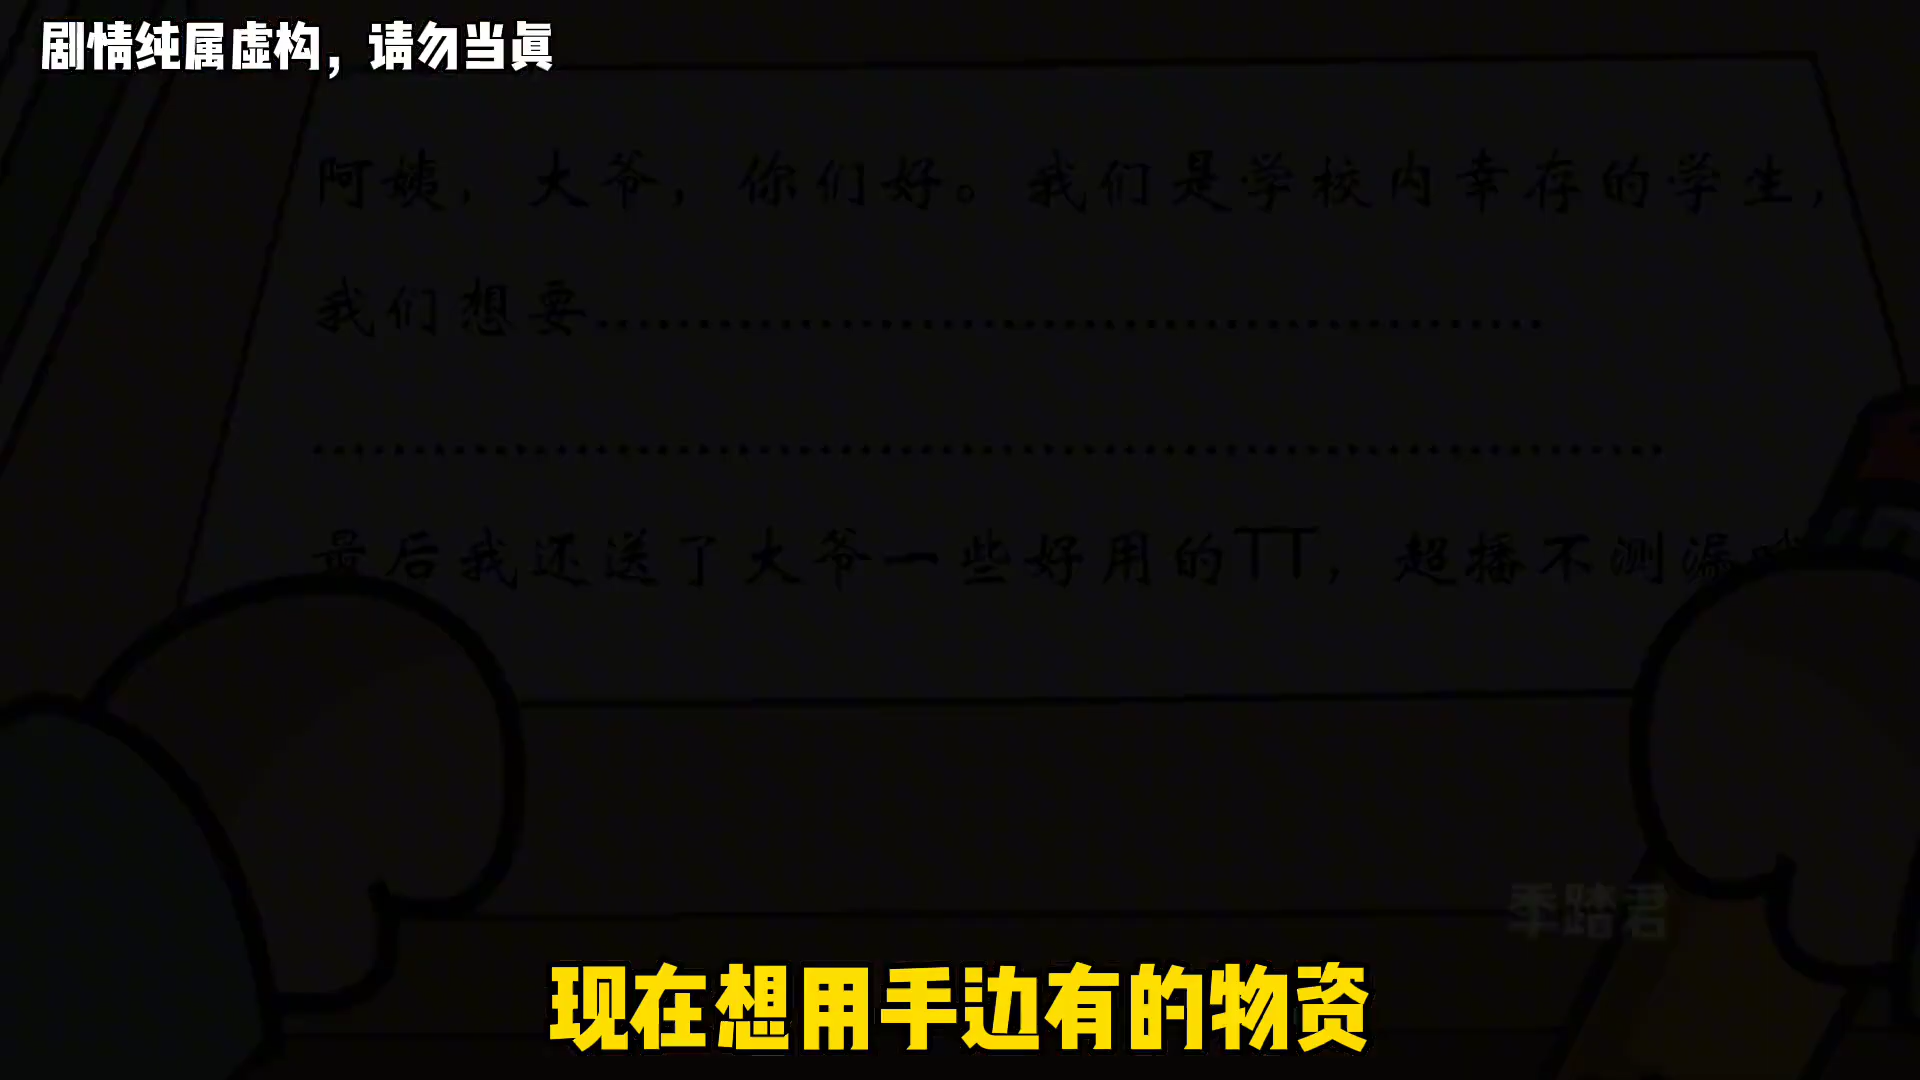 剧情纯属虚构，请勿当真
阿姨，大爷，你们好。我们是学校内幸存的学生，
我们想要................................................
....................................................................
最后我还送了大爷一些好用的TT，超播不测漏
季踏君
现在想用手边有的物资